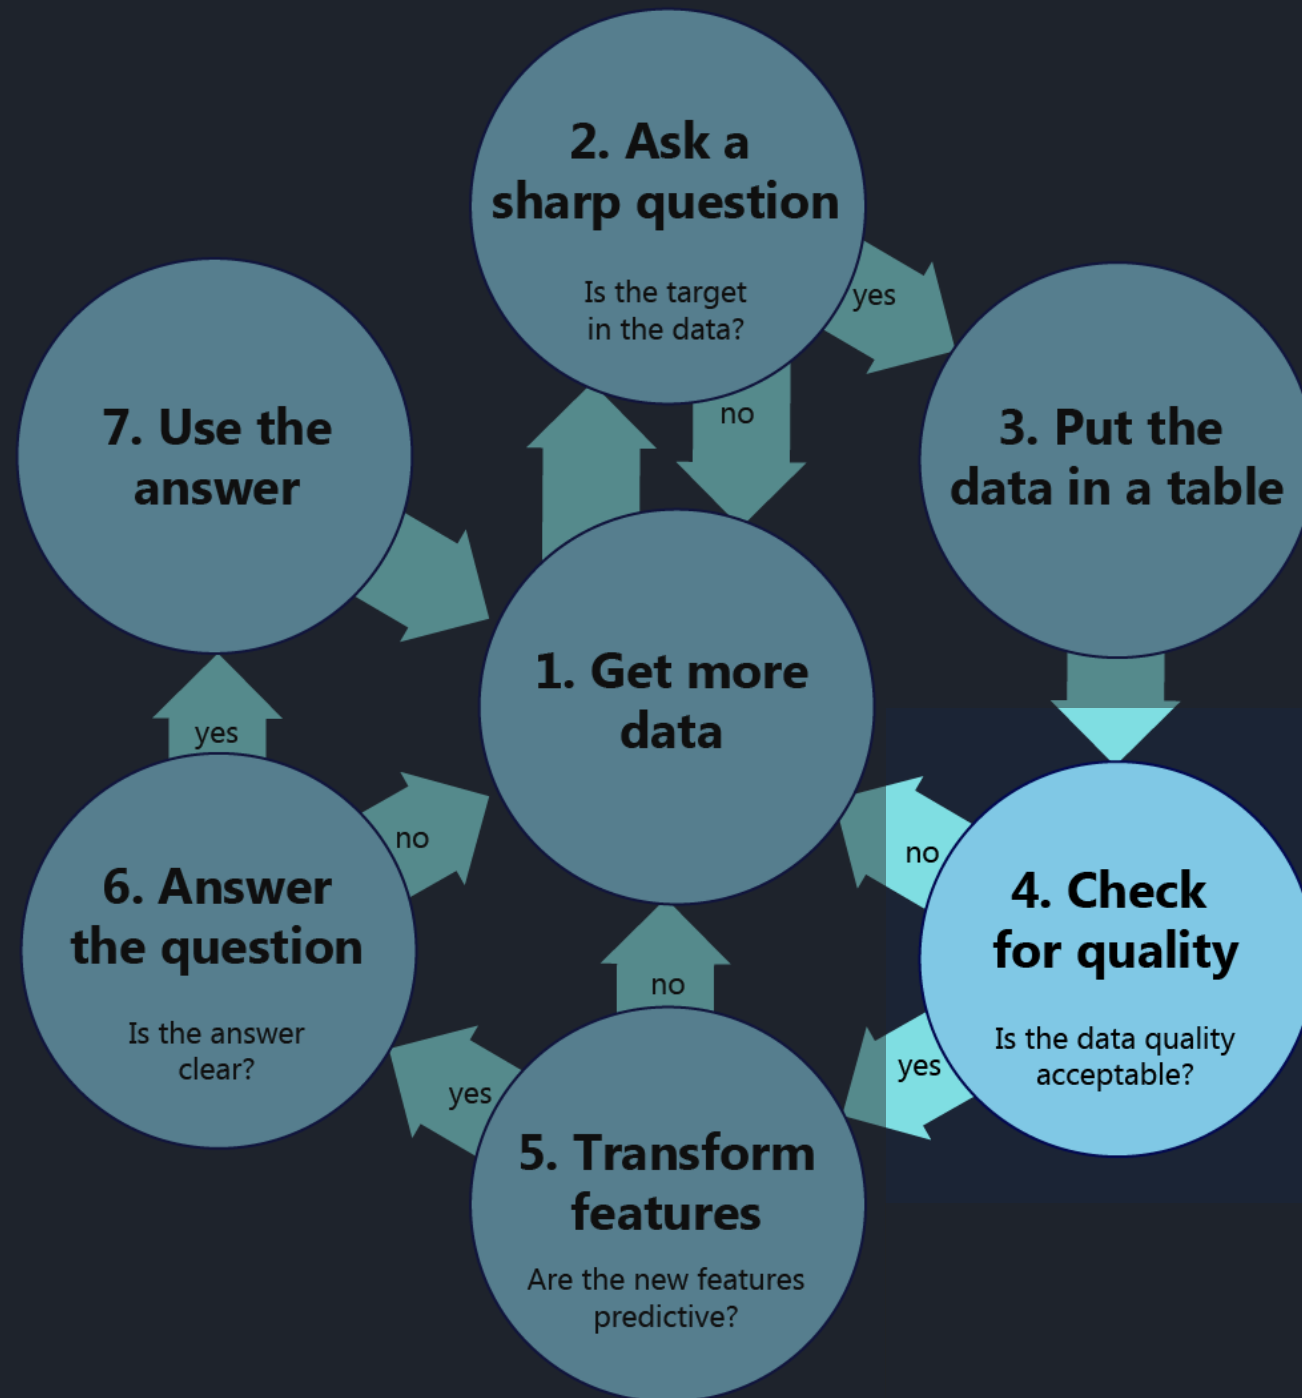 1. Get more
data
2. Ask a
sharp question
Is the target
in the data?
yes
no
3. Put the
data in a table
4. Check
for quality
Is the data quality
acceptable?
no
yes
5. Transform
features
Are the new features
predictive?
no
yes
6. Answer
the question
Is the answer
clear?
no
yes
7. Use the
answer